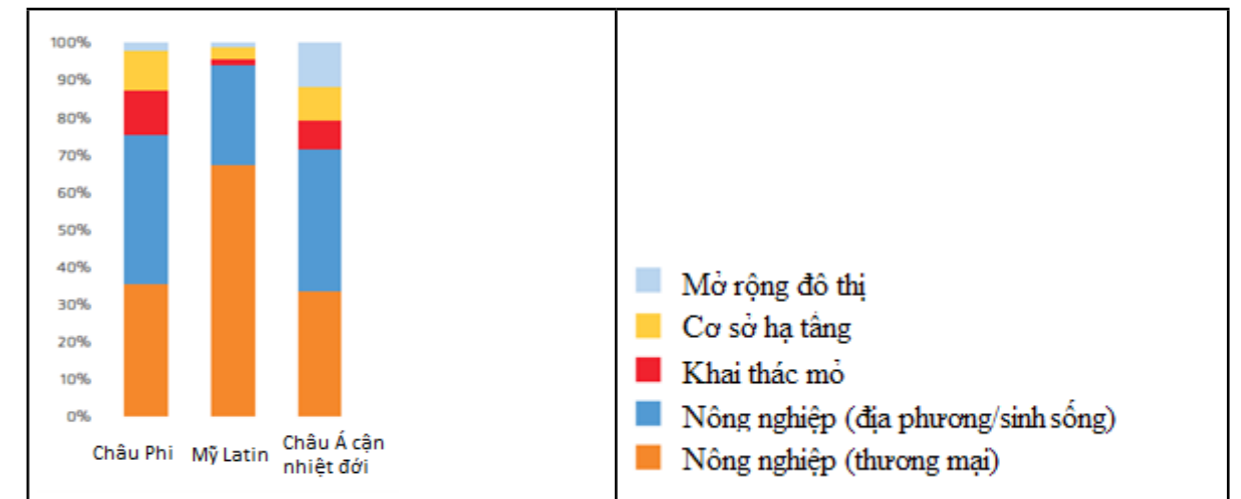 100%
90%
80%
70%
60%
50%
40%
30%
20%
10%
0%
Châu Phi
Mỹ Latin
Châu Á cận
nhiệt đới
Mở rộng đô thị
Cơ sở hạ tầng
Khai thác mỏ
Nông nghiệp (địa phương/sinh sống)
Nông nghiệp (thương mại)